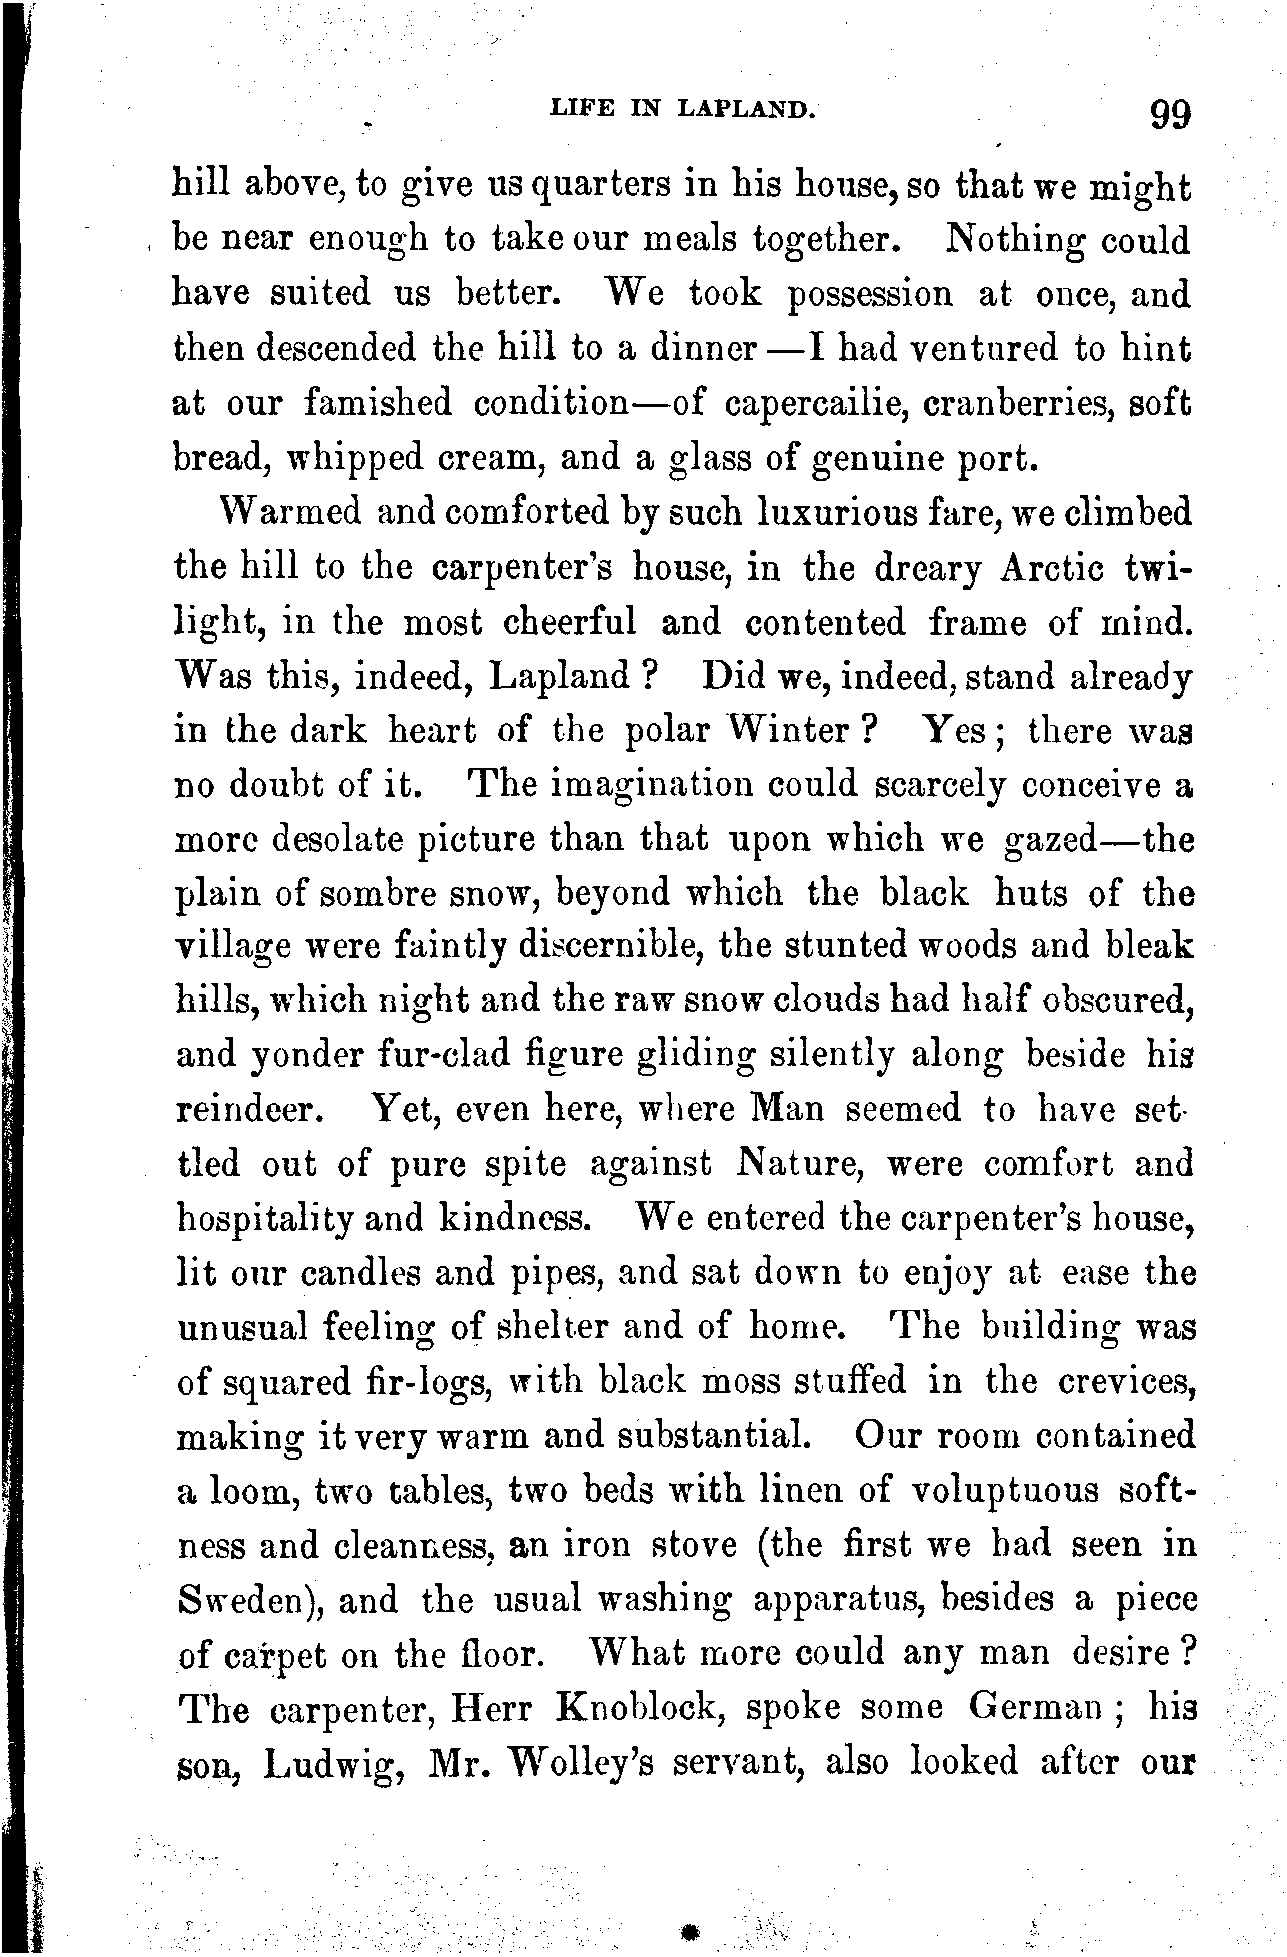 LIFE IN LAPLAND. 99
hill above, to give us quarters in his house, so that we might
be near enough to take our meals together. Nothing could
have suited us better. We took possession at once, and
then descended the hill to a dinner—I had ventured to hint
at our famished condition—of capercailie, cranberries, soft
bread, whipped cream, and a glass of genuine port.
Warmed and comforted by such luxurious fare, we climbed
the hill to the carpenter's house, in the dreary Arctic twi-
light, in the most cheerful and contented frame of mind.
Was this, indeed, Lapland? Did we, indeed, stand already
in the dark heart of the polar Winter? Yes; there was
no doubt of it. The imagination could scarcely conceive a
more desolate picture than that upon which we gazed—the
plain of sombre snow, beyond which the black huts of the
village were faintly discernible, the stunted woods and bleak
hills, which night and the raw snow clouds had half obscured,
and yonder fur-clad figure gliding silently along beside his
reindeer. Yet, even here, where Man seemed to have set-
tled out of pure spite against Nature, were comfort and
hospitality and kindness. We entered the carpenter's house,
lit our candles and pipes, and sat down to enjoy at ease the
unusual feeling of shelter and of home. The building was
of squared fir-logs, with black moss stuffed in the crevices,
making it very warm and substantial. Our room contained
a loom, two tables, two beds with linen of voluptuous soft-
ness and cleanness, an iron stove (the first we had seen in
Sweden), and the usual washing apparatus, besides a piece
of carpet on the floor. What more could any man desire?
The carpenter, Herr Knoblock, spoke some German; his
son, Ludwig, Mr. Wolley's servant, also looked after our